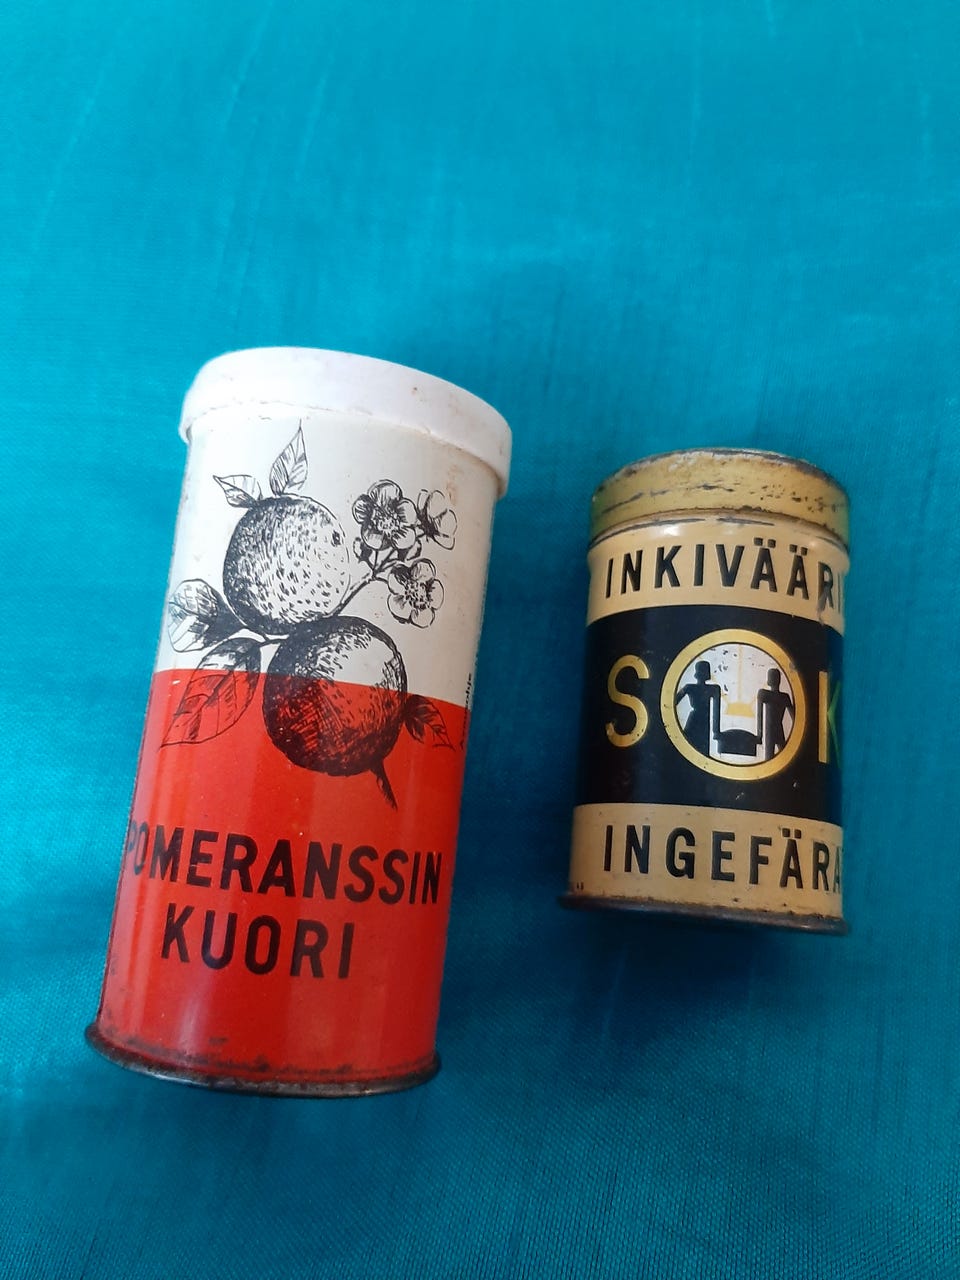 POMERANSSIN
KUORI
INKIVÄÄRI
SOK
INGEFÄRA